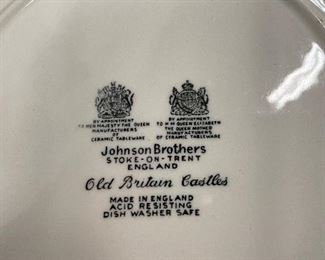 BY APPOINTMENT
TO HER MAJESTY THE QUEEN
MANUFACTURERS
OF
CERAMIC TABLEWARE
BY APPOINTMENT
TO H M QUEEN ELIZABETH
THE QUEEN MOTHER
MANUFACTURERS
OF CERAMIC TABLEWARE
Johnson Brothers
STOKE-ON-TRENT
ENGLAND
Old Britain Castles
MADE IN ENGLAND
ACID RESISTING
DISH WASHER SAFE